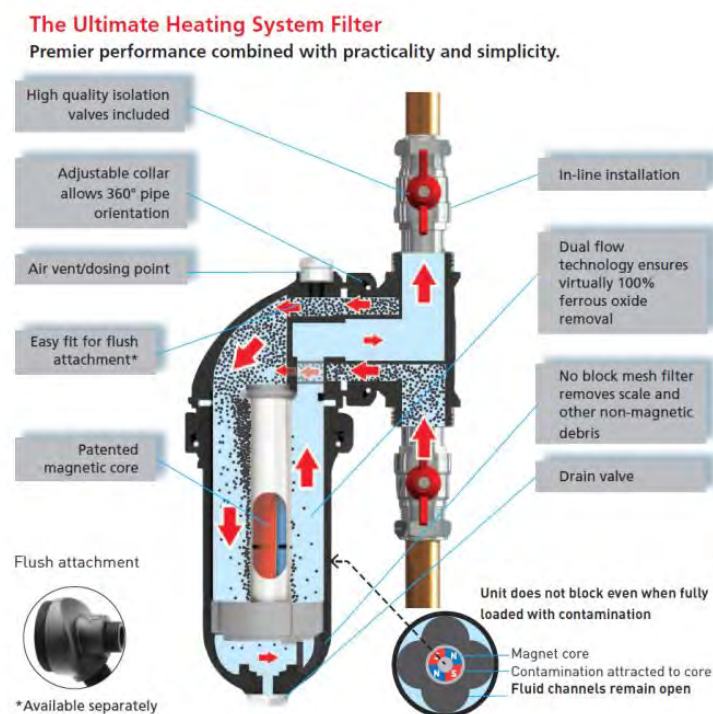 The Ultimate Heating System Filter
Premier performance combined with practicality and simplicity.
High quality isolation
valves included
Adjustable collar
allows 360° pipe
orientation
Air vent/dosing point
Easy fit for flush
attachment*
Patented
magnetic core
In-line installation
Dual flow
technology ensures
virtually 100%
ferrous oxide
removal
No block mesh filter
removes scale and
other non-magnetic
debris
Drain valve
Flush attachment
*Available separately
Unit does not block even when fully
loaded with contamination
N
S
N
S
Magnet core
Contamination attracted to core
Fluid channels remain open